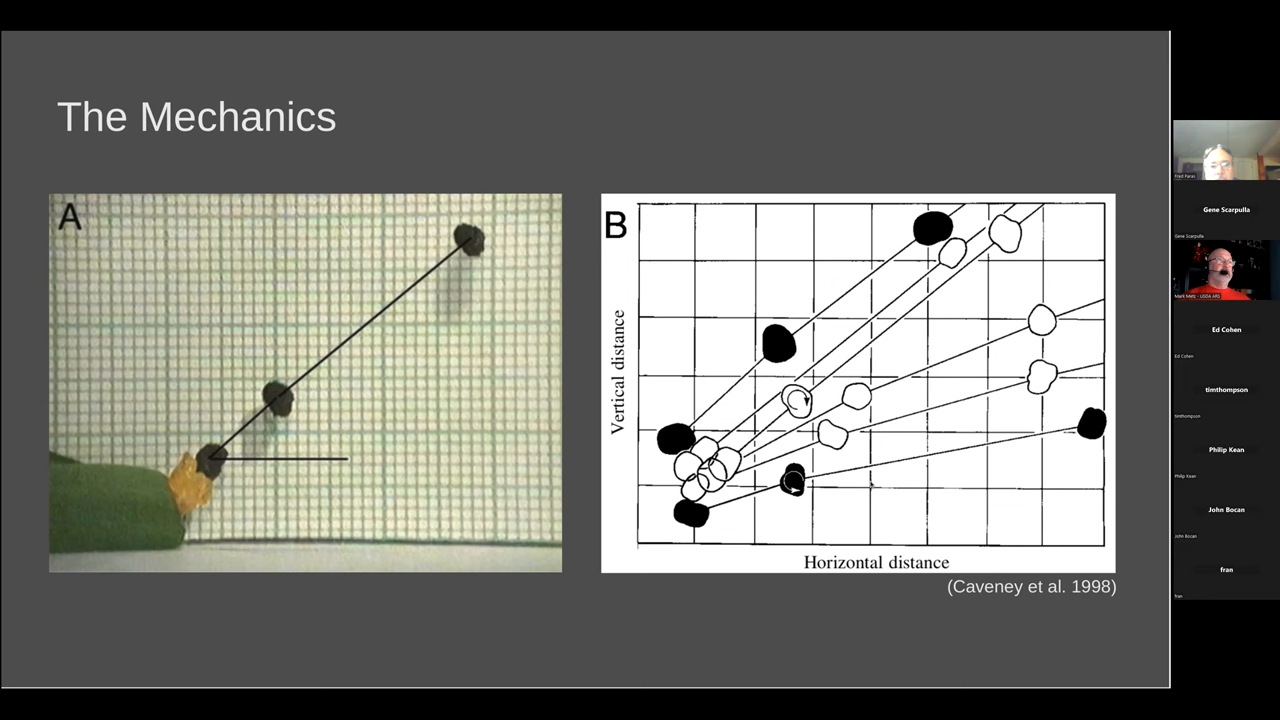 The Mechanics
A
B
Vertical distance
Horizontal distance
(Caveney et al. 1998)
Fred Paras
Gene Scarpulla
Gene Scarpulla
Mark Metz - USDA ARS
Ed Cohen
Ed Cohen
timthompson
timthompson
Philip Kean
Philip Kean
John Bocan
John Bocan
fran
fran